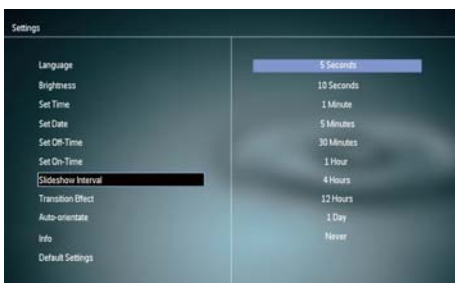 Settings
Language
Brightness
Set Time
Set Date
Set Off-Time
Set On-Time
Slideshow Interval
Transition Effect
Auto-orientate
Info
Default Settings
5 Seconds
10 Seconds
1 Minute
5 Minutes
30 Minutes
1 Hour
4 Hours
12 Hours
1 Day
Never